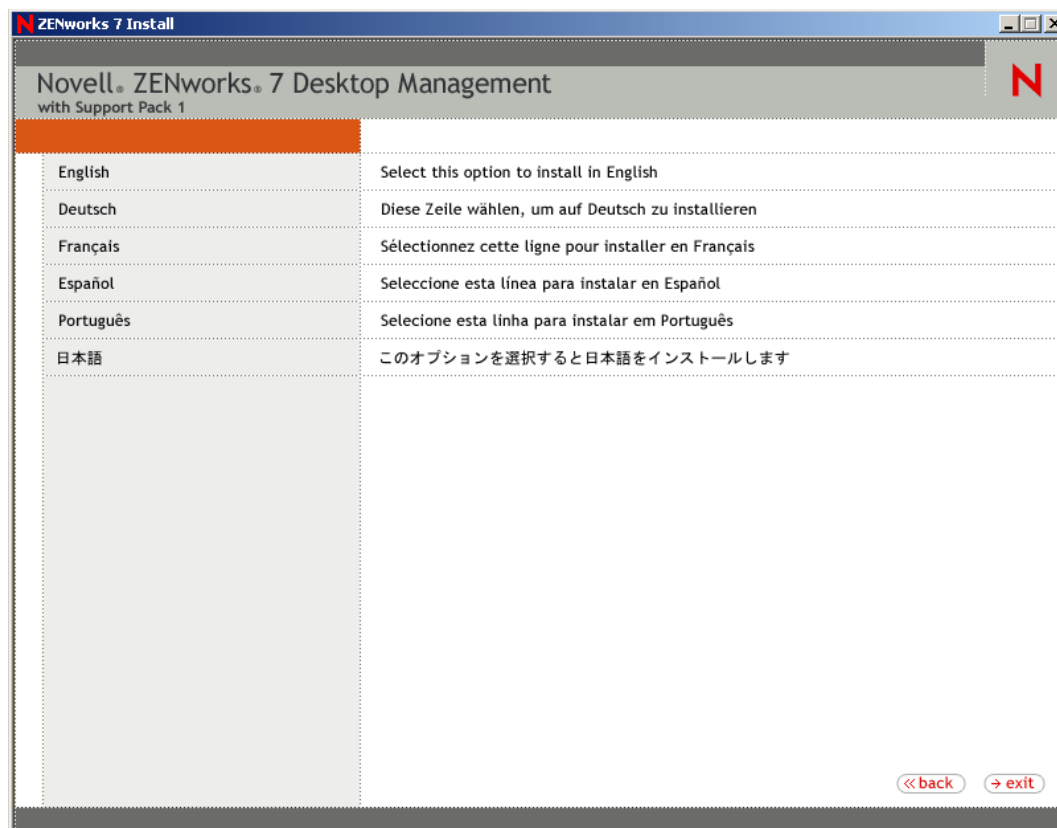 ZENworks 7 Install
Novell® ZENworks® 7 Desktop Management
with Support Pack 1
N
English Select this option to install in English
Deutsch Diese Zeile wählen, um auf Deutsch zu installieren
Français Sélectionnez cette ligne pour installer en Français
Español Seleccione esta línea para instalar en Español
Português Selecione esta linha para instalar em Português
日本語 このオプションを選択すると日本語をインストールします
back exit